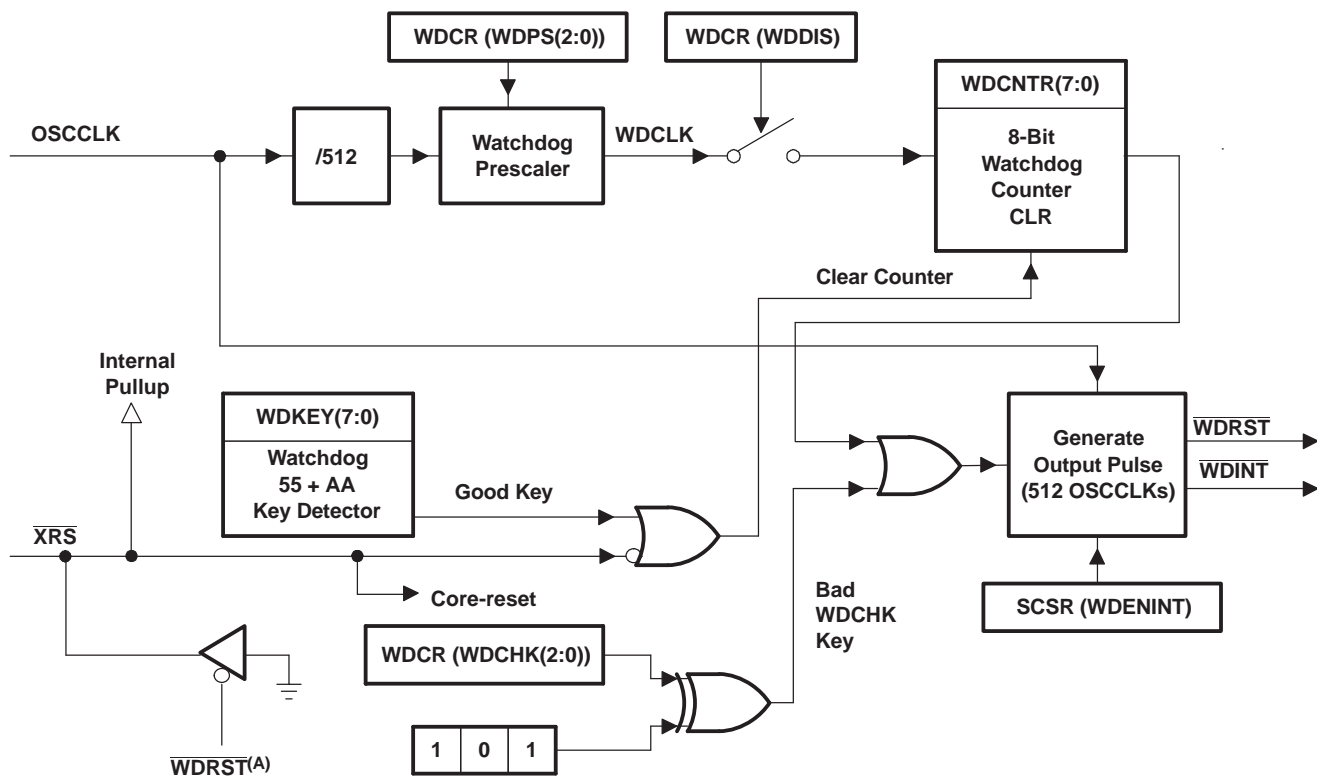 WDCR (WDPS(2:0))
WDCR (WDDIS)
WDCNTR(7:0)
OSCCLK
/512
Watchdog
Prescaler
WDCLK
8-Bit
Watchdog
Counter
CLR
Clear Counter
Internal
Pullup
WDKEY(7:0)
Watchdog
55 + AA
Key Detector
Good Key
Generate
Output Pulse
(512 OSCCLKs)
WDRST
WDINT
XRS
Core-reset
Bad
WDCHK
Key
SCSR (WDENINT)
WDCR (WDCHK(2:0))
1 0 1
WDRST(A)